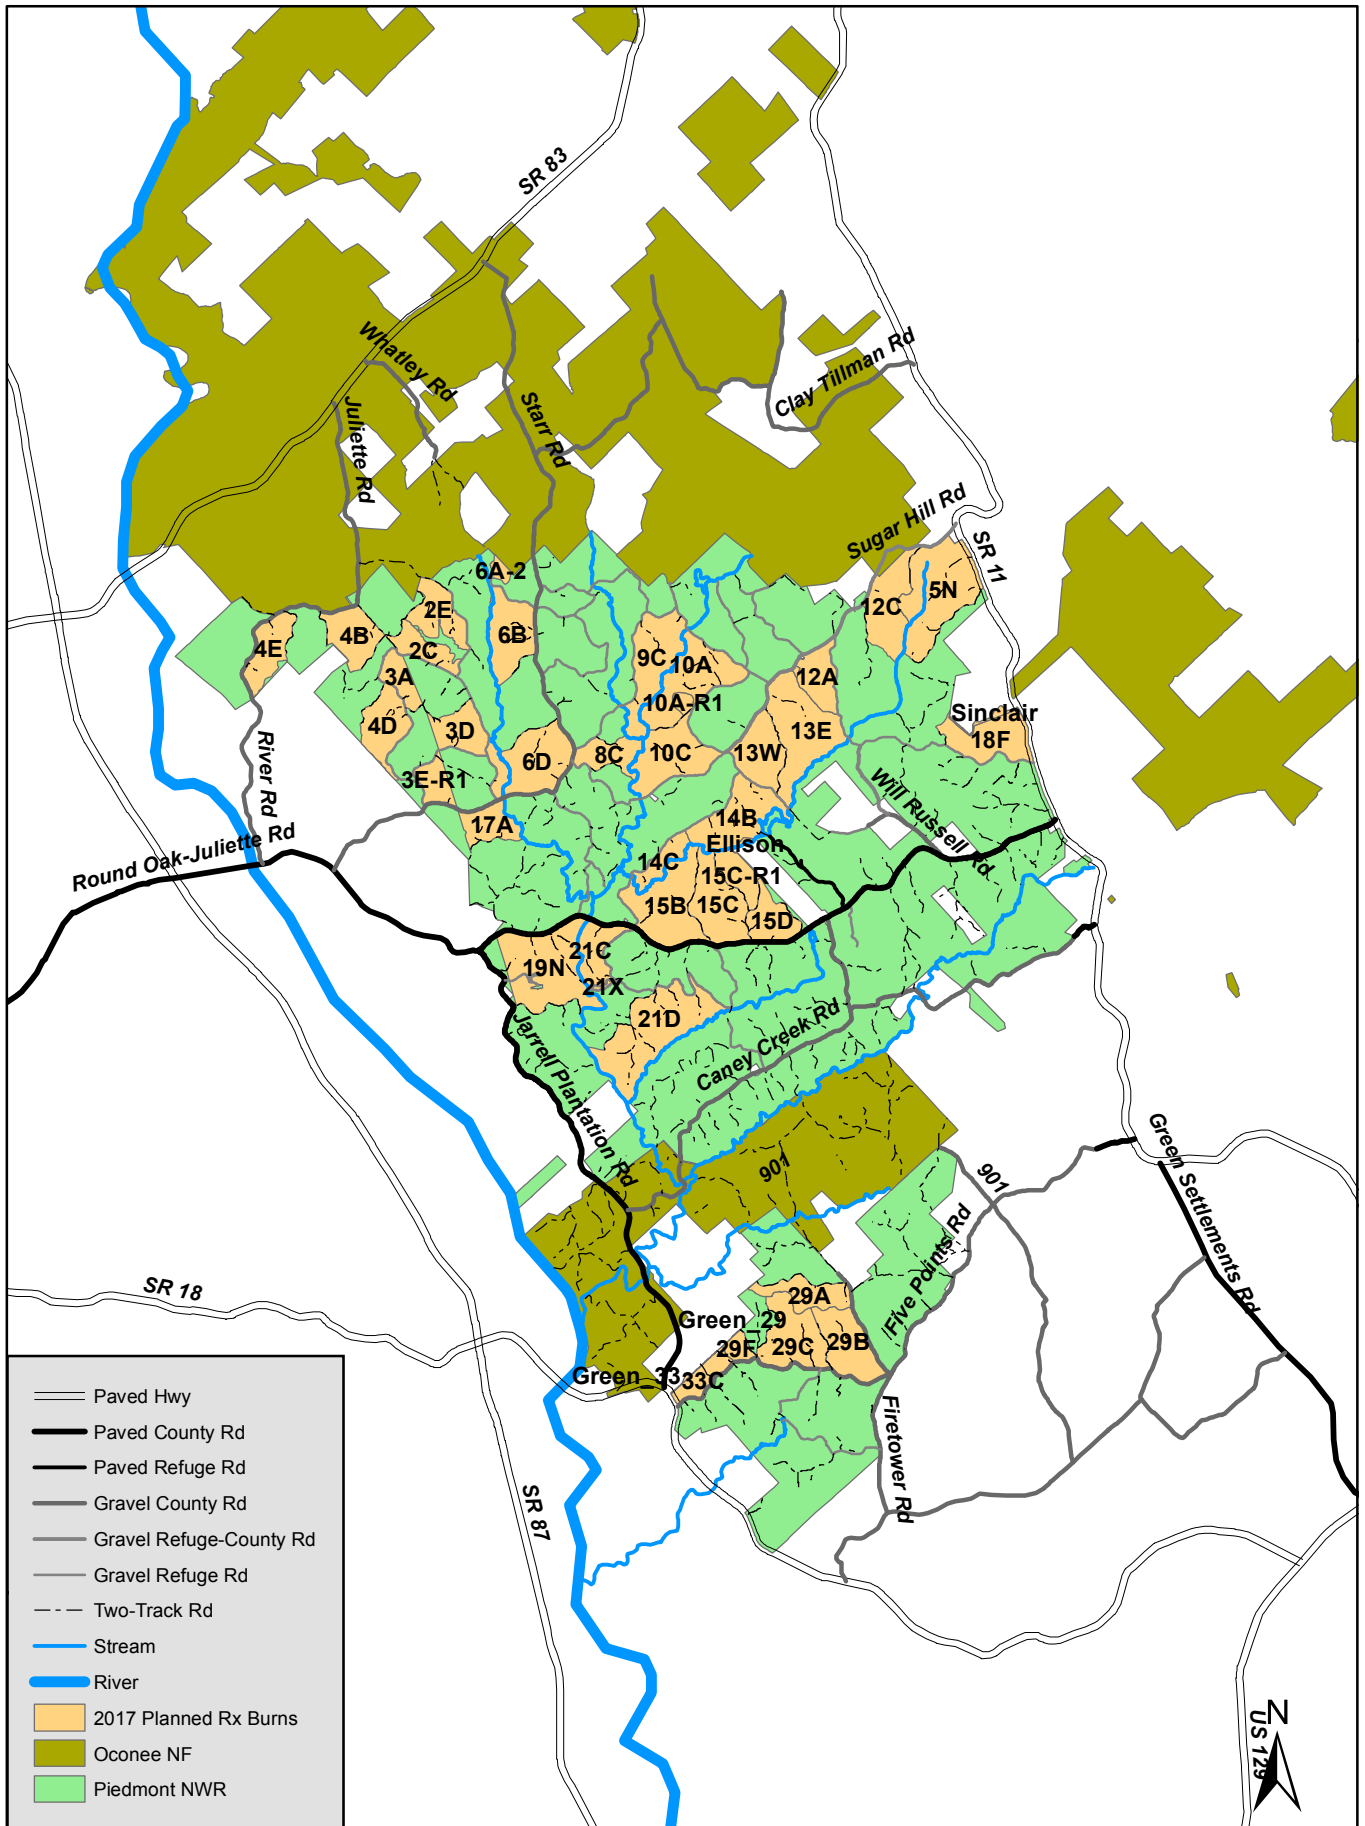 SR 83
Whatley Rd
Clay Tillman Rd
Juliette Rd
Starr Rd
Sugar Hill Rd
SR 11
6A-2
5N
2E
12C
4B
6B
4E
2C
9C
10A
3A
12A
10A-R1
Sinclair
4D
3D
13E
18F
6D
8C
10C
13W
River Rd
3E-R1
Will Russell Rd
14B
17A
Ellison
Round Oak-Juliette Rd
14C
15C-R1
15B
15C
15D
21C
19N
21X
21D
Jarrell Plantation Rd
Caney Creek Rd
901
901
Green Settlements Rd
Five Points Rd
SR 18
29A
Green_29
29F
29C
29B
Green_33
33C
Firetower Rd
SR 87
US 129
N
Paved Hwy
Paved County Rd
Paved Refuge Rd
Gravel County Rd
Gravel Refuge-County Rd
Gravel Refuge Rd
Two-Track Rd
Stream
River
2017 Planned Rx Burns
Oconee NF
Piedmont NWR